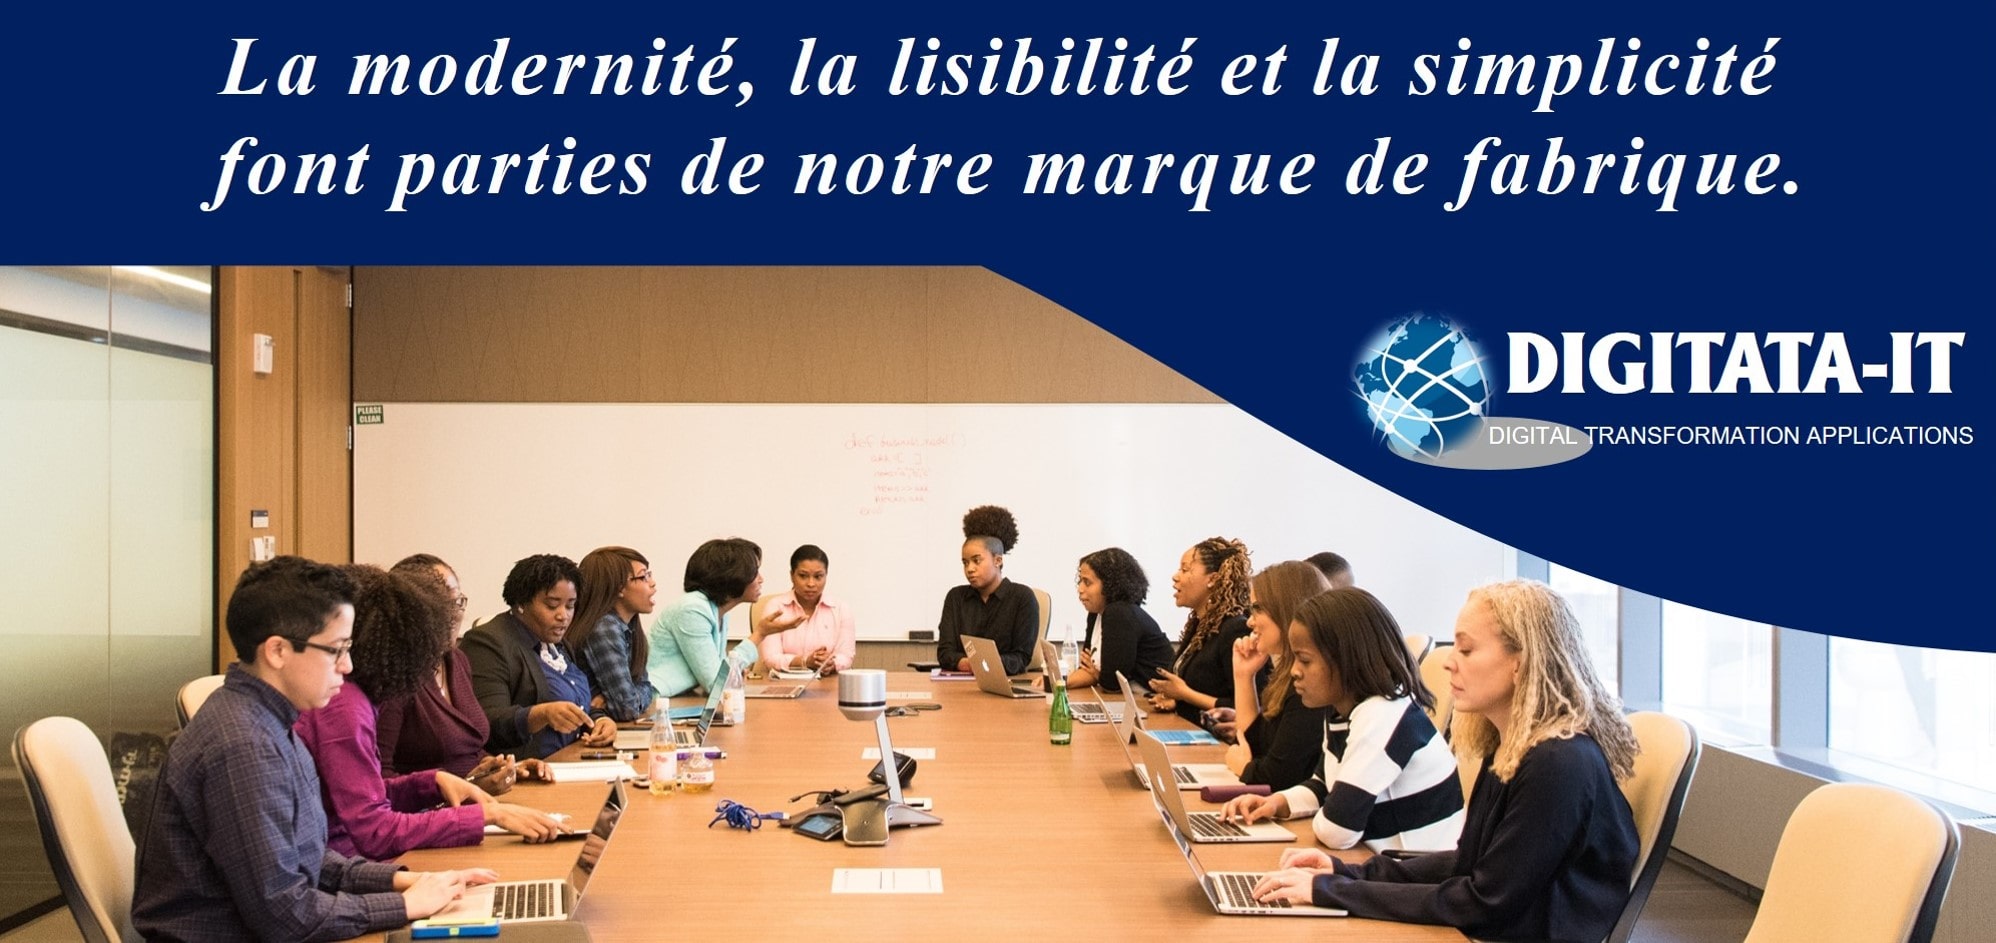 La modernité, la lisibilité et la simplicité
font parties de notre marque de fabrique.
DIGITATA-IT
DIGITAL TRANSFORMATION APPLICATIONS
PLEASE
CLEAN